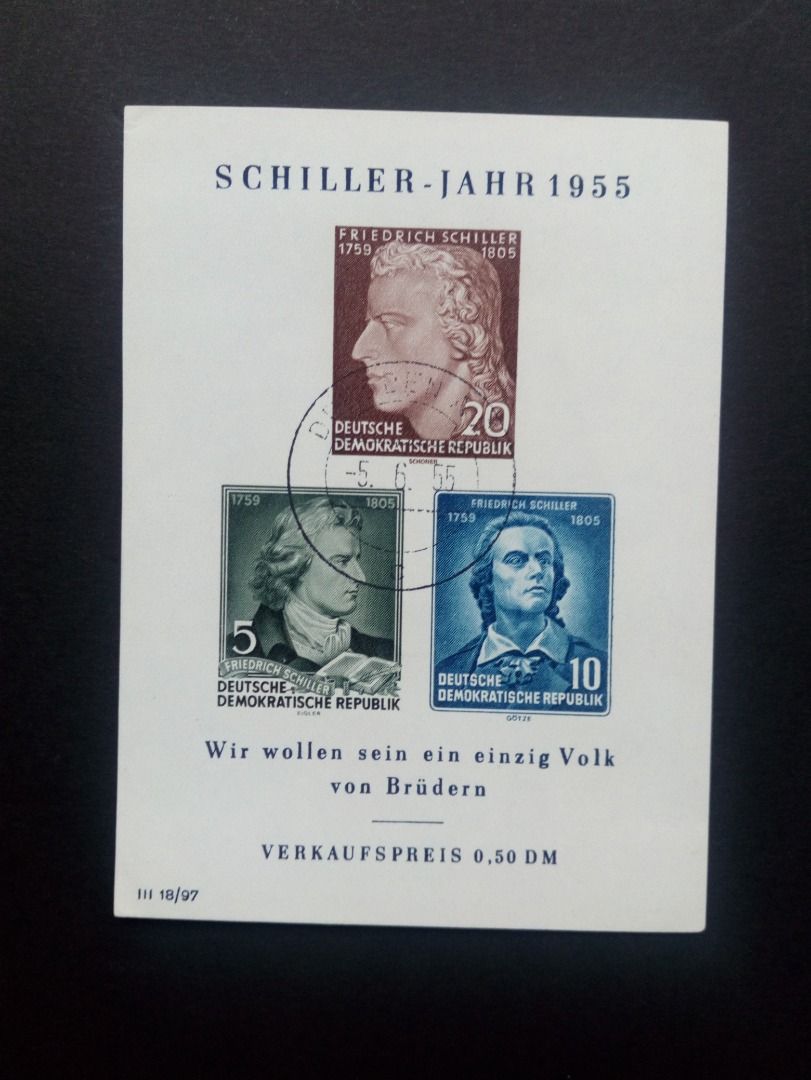 SCHILLER-JAHR 1955
FRIEDRICH SCHILLER
1759 1805
20
DEUTSCHE
DEMOKRATISCHE REPUBLIK
-5. 6. 55
1759 1805
5
FRIEDRICH SCHILLER
DEUTSCHE
DEMOKRATISCHE REPUBLIK
FRIEDRICH SCHILLER
1759 1805
10
DEUTSCHE
DEMOKRATISCHE REPUBLIK
GÖTZE
Wir wollen sein ein einzig Volk
von Brüdern
VERKAUFSPREIS 0,50 DM
III 18/97